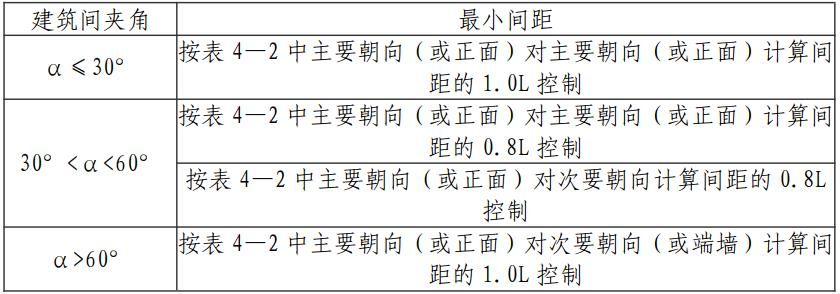 建筑间夹角
最小间距
α≤30°
按表 4—2 中主要朝向（或正面）对主要朝向（或正面）计算间
距的 1.0L 控制
30° <α<60°
按表 4—2 中主要朝向（或正面）对主要朝向（或正面）计算间
距的 0.8L 控制
按表 4—2 中主要朝向（或正面）对次要朝向计算间距的 0.8L
控制
α>60°
按表 4—2 中主要朝向（或正面）对次要朝向（或端墙）计算间
距的 1.0L 控制